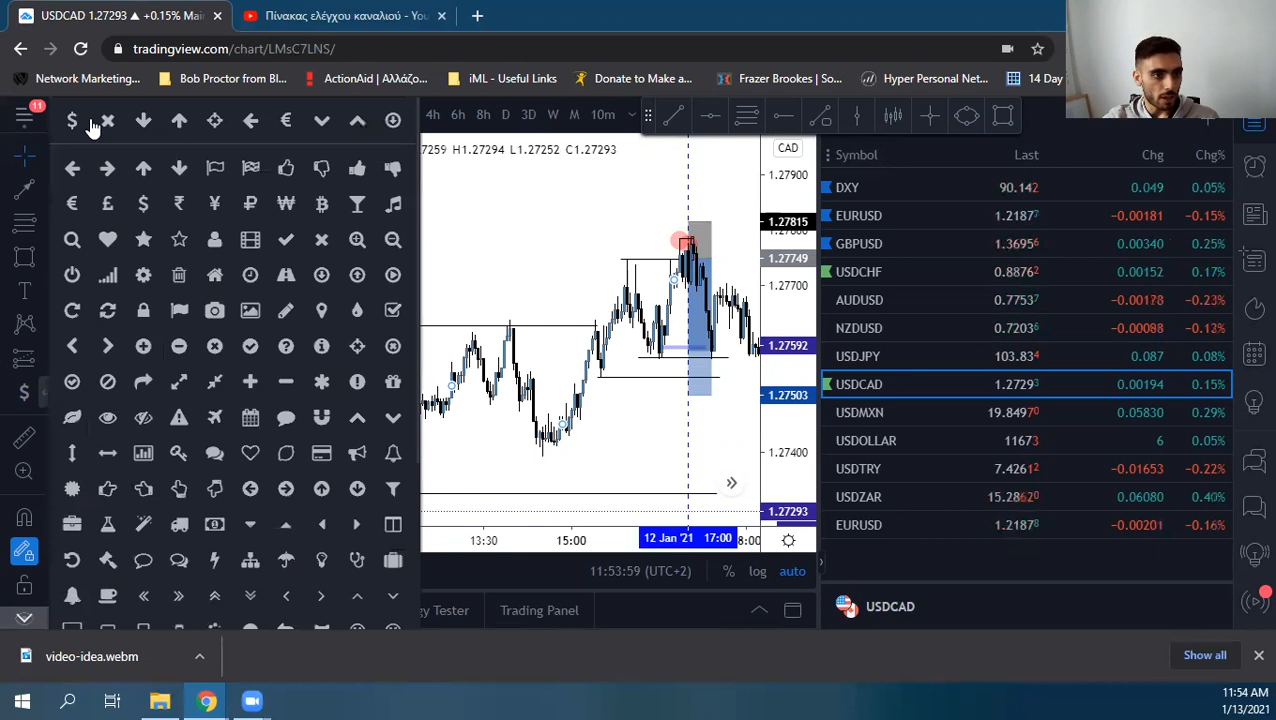 USDCAD 1.27293 ▲ +0.15% Mai
Πίνακας ελέγχου καναλιού - You
tradingview.com/chart/LMsC7LNS/
Network Marketing...
Bob Proctor from Bl...
ActionAid | Αλλάζο...
iML - Useful Links
Donate to Make a...
Frazer Brookes | So...
Hyper Personal Net...
14 Day
11
4h 6h 8h D 3D W M 10m
7259 H1.27294 L1.27252 C1.27293
CAD
1.27900
1.27815
1.27800
1.27749
1.27700
1.27592
1.27503
1.27400
1.27293
13:30 15:00 12 Jan '21 17:00 8:00
11:53:59 (UTC+2) % log auto
gy Tester Trading Panel
Symbol Last Chg Chg%
DXY 90.142 0.049 0.05%
EURUSD 1.21877 -0.00181 -0.15%
GBPUSD 1.36956 0.00340 0.25%
USDCHF 0.88762 0.00152 0.17%
AUDUSD 0.77537 -0.00178 -0.23%
NZDUSD 0.72036 -0.00088 -0.12%
USDJPY 103.834 0.087 0.08%
USDCAD 1.27293 0.00194 0.15%
USDMXN 19.84970 0.05830 0.29%
USDOLLAR 11673 6 0.05%
USDTRY 7.42612 -0.01653 -0.22%
USDZAR 15.28620 0.06080 0.40%
EURUSD 1.21878 -0.00201 -0.16%
USDCAD
video-idea.webm
Show all
11:54 AM
1/13/2021